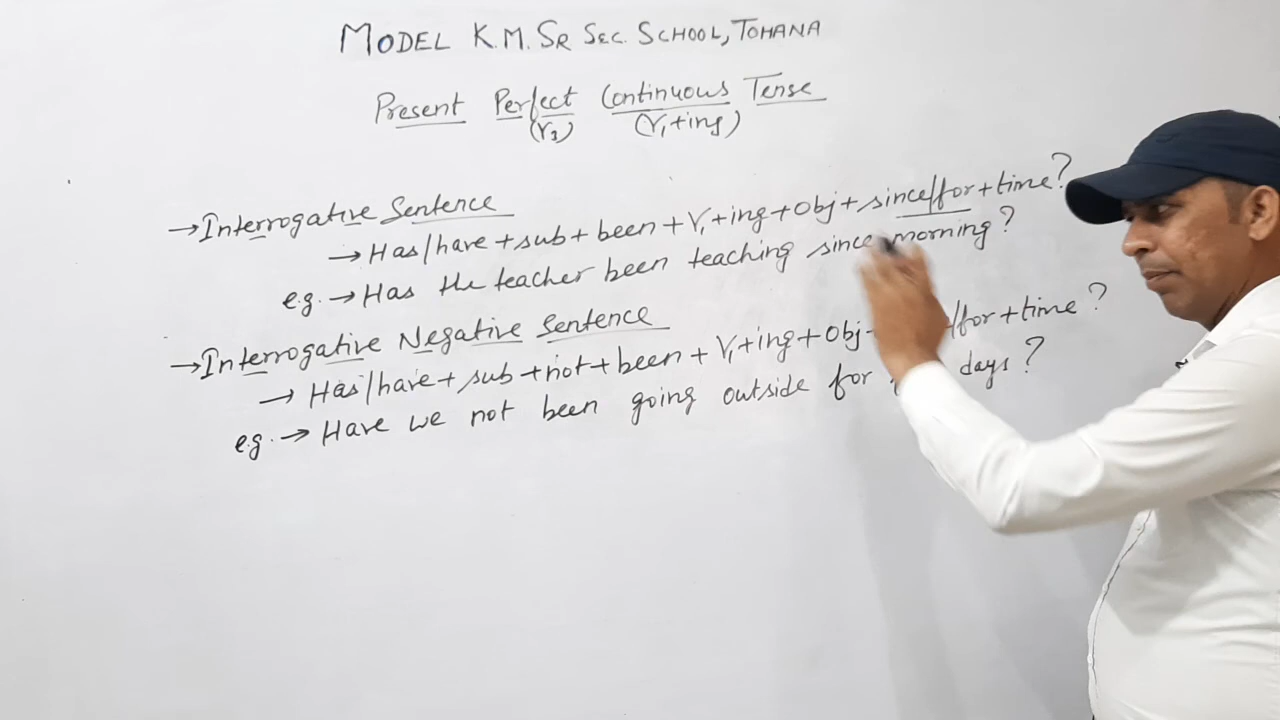 MODEL K.M. SR SEC. SCHOOL, TOHANA
Present Perfect Continuous Tense
(V₃) (V₁+ing)
→Interrogative Sentence
→ Has/have + sub + been + V₁+ing + Obj + since/for + time?
e.g. → Has the teacher been teaching since morning?
→Interrogative Negative Sentence
→ Has/have + sub + not + been + V₁+ing + Obj + /for + time?
e.g. → Have we not been going outside for days?